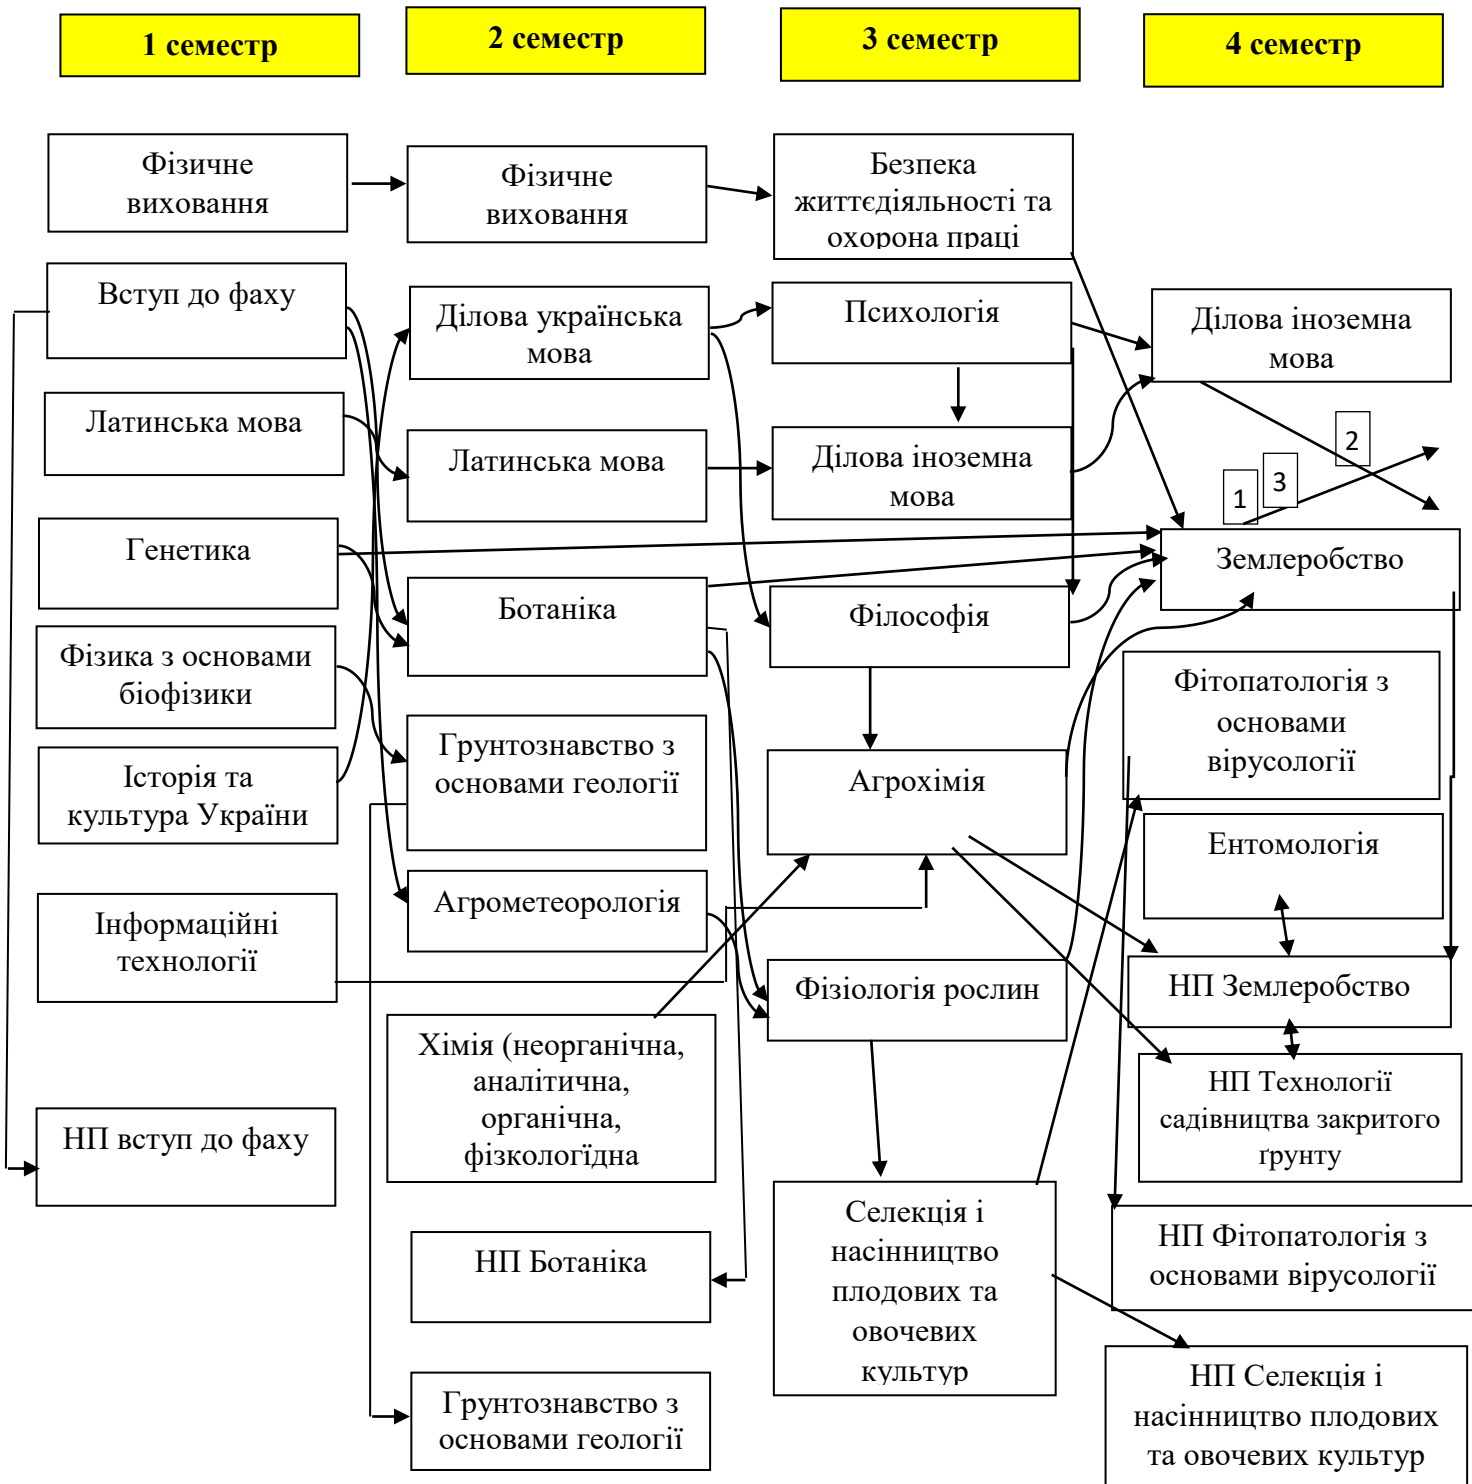 1 семестр
2 семестр
3 семестр
4 семестр
Фізичне
виховання
Вступ до фаху
Латинська мова
Генетика
Фізика з основами
біофізики
Історія та
культура України
Інформаційні
технології
НП вступ до фаху
Фізичне
виховання
Ділова українська
мова
Латинська мова
Ботаніка
Грунтознавство з
основами геології
Агрометеорологія
Хімія (неорганічна,
аналітична,
органічна,
фізкологїдна
НП Ботаніка
Грунтознавство з
основами геології
Безпека
життєдіяльності та
охорона праці
Психологія
Ділова іноземна
мова
Філософія
Агрохімія
Фізіологія рослин
Селекція і
насінництво
плодових та
овочевих
культур
Ділова іноземна
мова
2
3
1
Землеробство
Фітопатологія з
основами
вірусології
Ентомологія
НП Землеробство
НП Технології
садівництва закритого
ґрунту
НП Фітопатологія з
основами вірусології
НП Селекція і
насінництво плодових
та овочевих культур